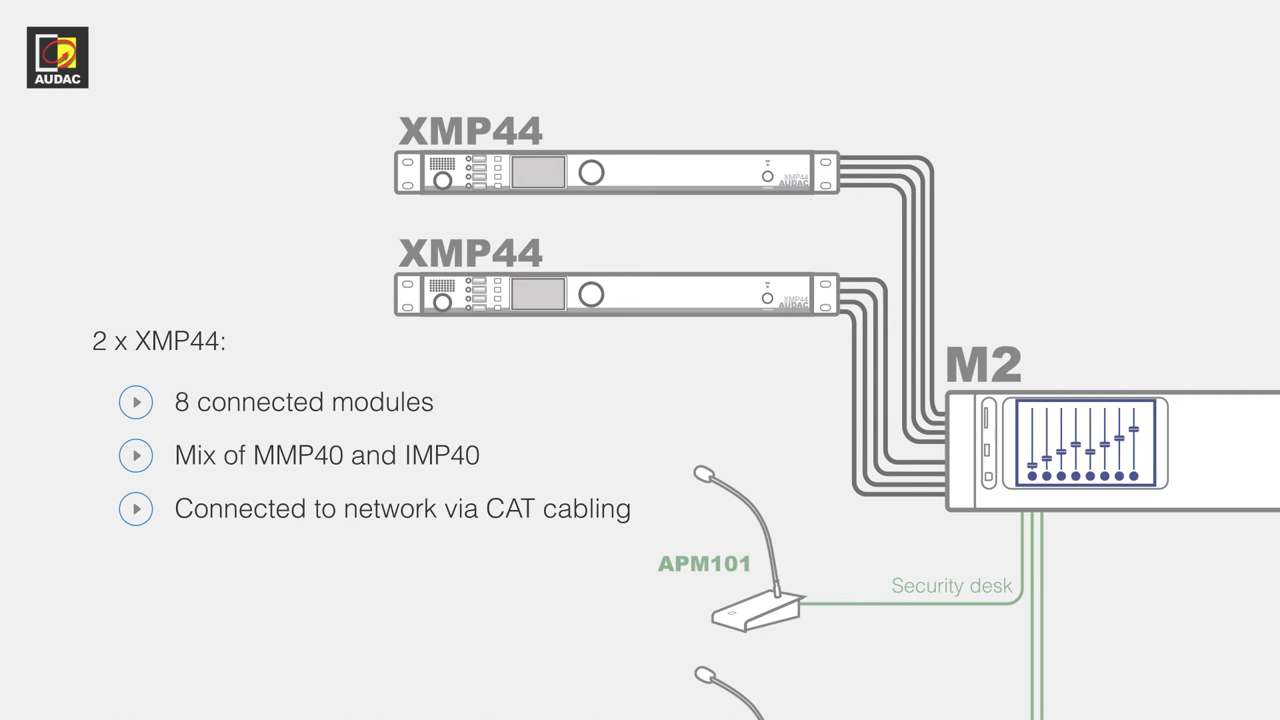 AUDAC
XMP44
XMP44
AUDAC
XMP44
XMP44
AUDAC
2 x XMP44:
8 connected modules
Mix of MMP40 and IMP40
Connected to network via CAT cabling
M2
APM101
Security desk